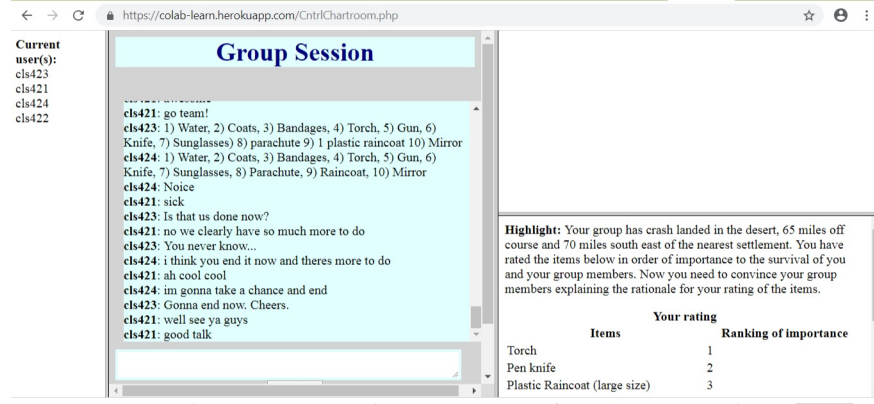 https://colab-learn.herokuapp.com/CntrlChartroom.php
Current
user(s):
cls423
cls421
cls424
cls422
Group Session
cls421: go team!
cls423: 1) Water, 2) Coats, 3) Bandages, 4) Torch, 5) Gun, 6)
Knife, 7) Sunglasses) 8) parachute 9) 1 plastic raincoat 10) Mirror
cls424: 1) Water, 2) Coats, 3) Bandages, 4) Torch, 5) Gun, 6)
Knife, 7) Sunglasses, 8) Parachute, 9) Raincoat, 10) Mirror
cls424: Noice
cls421: sick
cls423: Is that us done now?
cls421: no we clearly have so much more to do
cls423: You never know...
cls424: i think you end it now and theres more to do
cls421: ah cool cool
cls424: im gonna take a chance and end
cls423: Gonna end now. Cheers.
cls421: well see ya guys
cls421: good talk
Highlight: Your group has crash landed in the desert, 65 miles off
course and 70 miles south east of the nearest settlement. You have
rated the items below in order of importance to the survival of you
and your group members. Now you need to convince your group
members explaining the rationale for your rating of the items.
Your rating
Items Ranking of importance
Torch 1
Pen knife 2
Plastic Raincoat (large size) 3